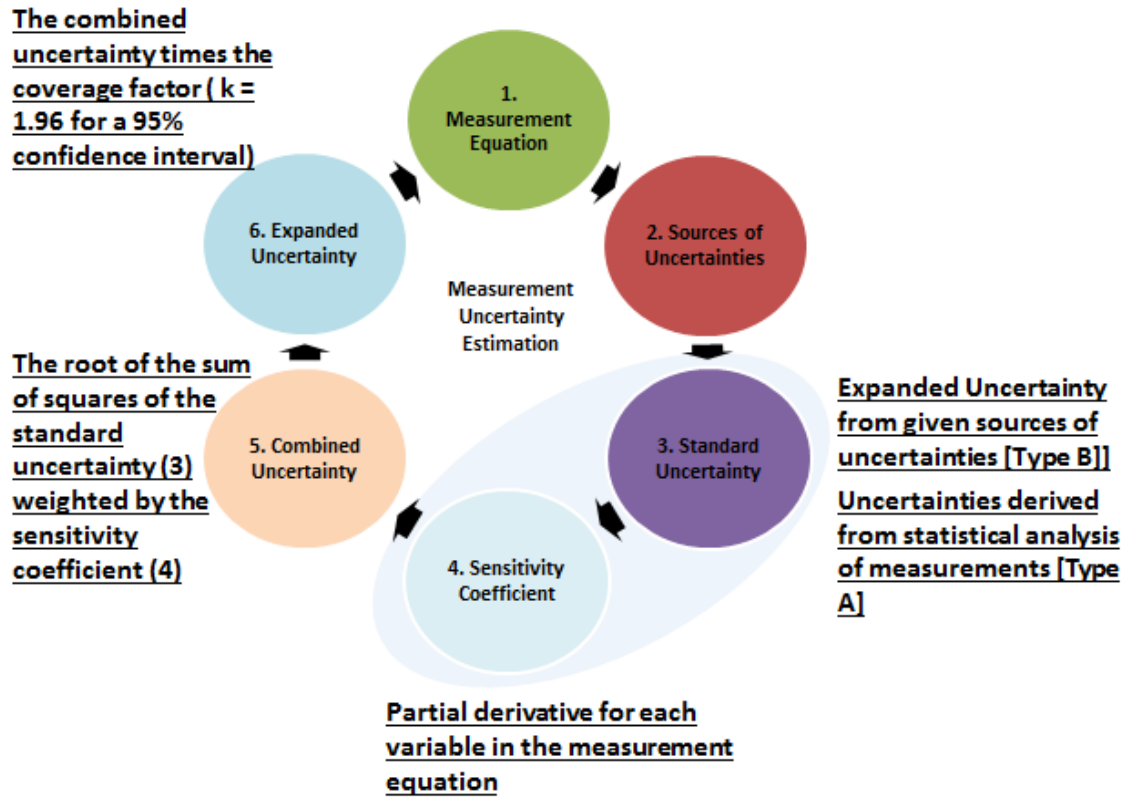 The combined
uncertainty times the
coverage factor ( k =
1.96 for a 95%
confidence interval)
1.
Measurement
Equation
2. Sources of
Uncertainties
6. Expanded
Uncertainty
Measurement
Uncertainty
Estimation
The root of the sum
of squares of the
standard
uncertainty (3)
weighted by the
sensitivity
coefficient (4)
5. Combined
Uncertainty
3. Standard
Uncertainty
Expanded Uncertainty
from given sources of
uncertainties [Type B]]
Uncertainties derived
from statistical analysis
of measurements [Type
A]
4. Sensitivity
Coefficient
Partial derivative for each
variable in the measurement
equation